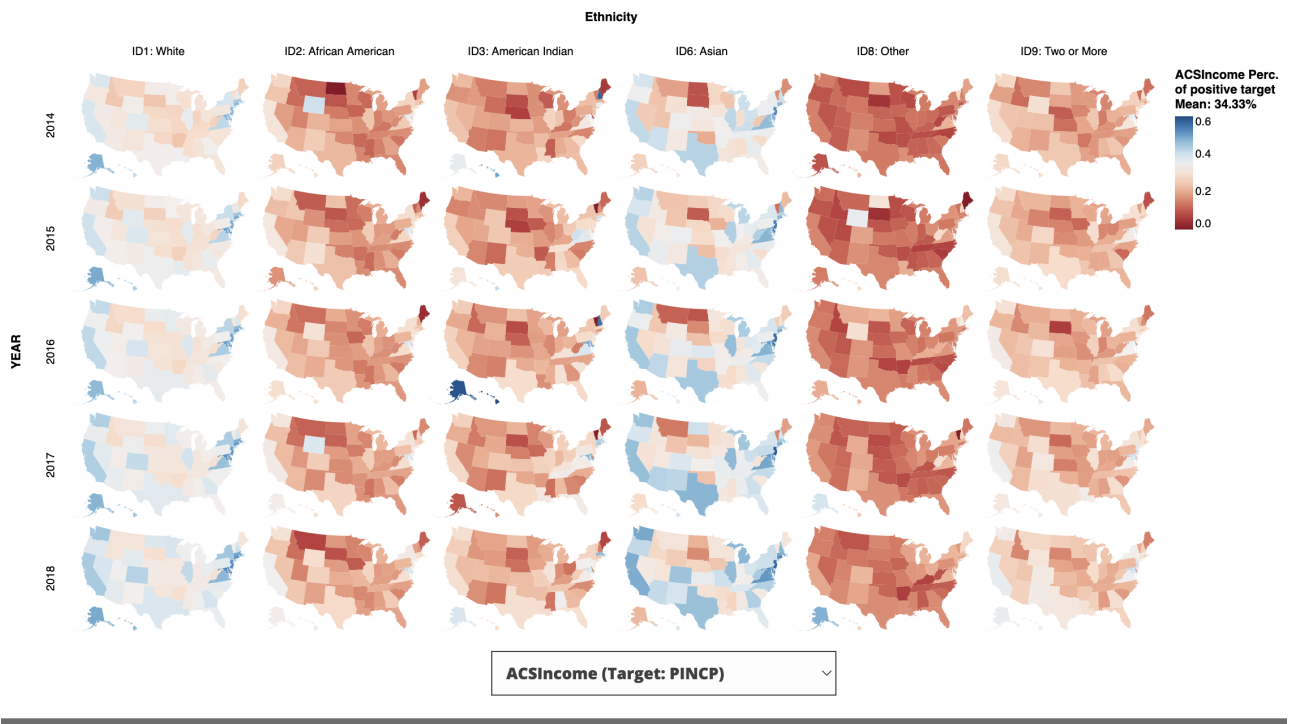 Ethnicity
ID1: White
ID2: African American
ID3: American Indian
ID6: Asian
ID8: Other
ID9: Two or More
ACSIncome Perc.
of positive target
Mean: 34.33%
0.6
0.4
0.2
0.0
YEAR
2014
2015
2016
2017
2018
ACSIncome (Target: PINCP)